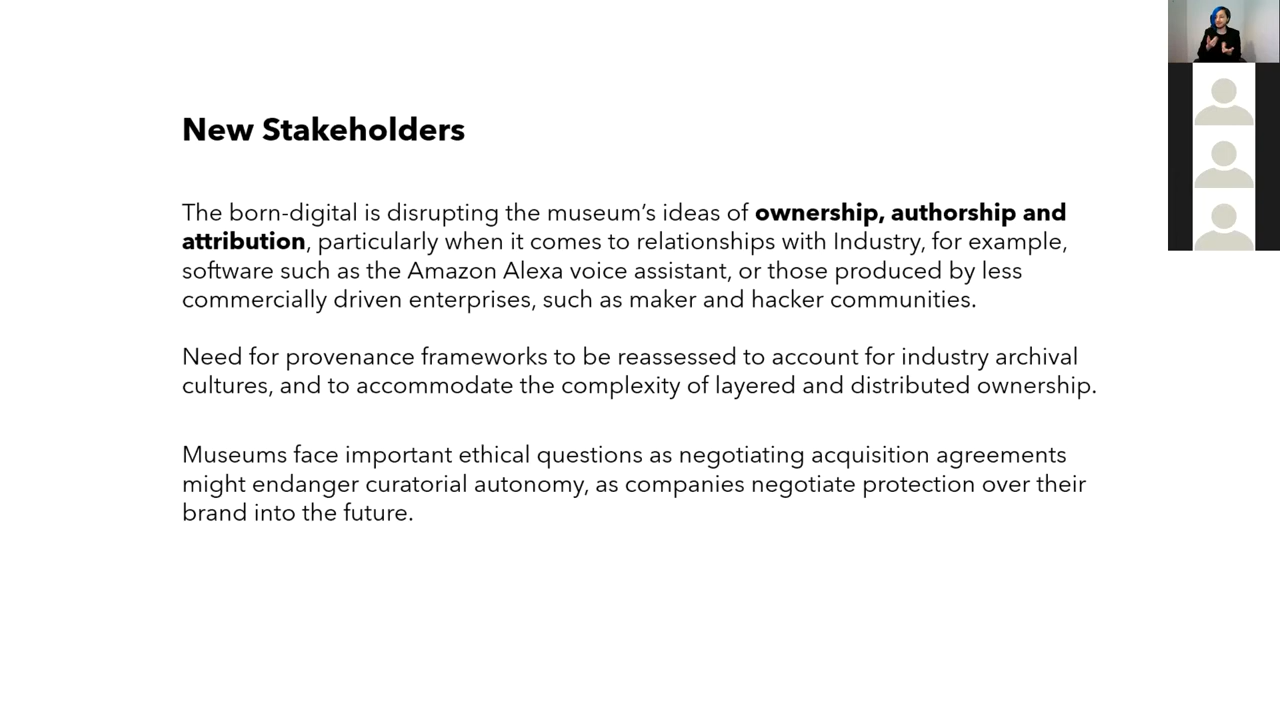 New Stakeholders
The born-digital is disrupting the museum’s ideas of ownership, authorship and
attribution, particularly when it comes to relationships with Industry, for example,
software such as the Amazon Alexa voice assistant, or those produced by less
commercially driven enterprises, such as maker and hacker communities.
Need for provenance frameworks to be reassessed to account for industry archival
cultures, and to accommodate the complexity of layered and distributed ownership.
Museums face important ethical questions as negotiating acquisition agreements
might endanger curatorial autonomy, as companies negotiate protection over their
brand into the future.